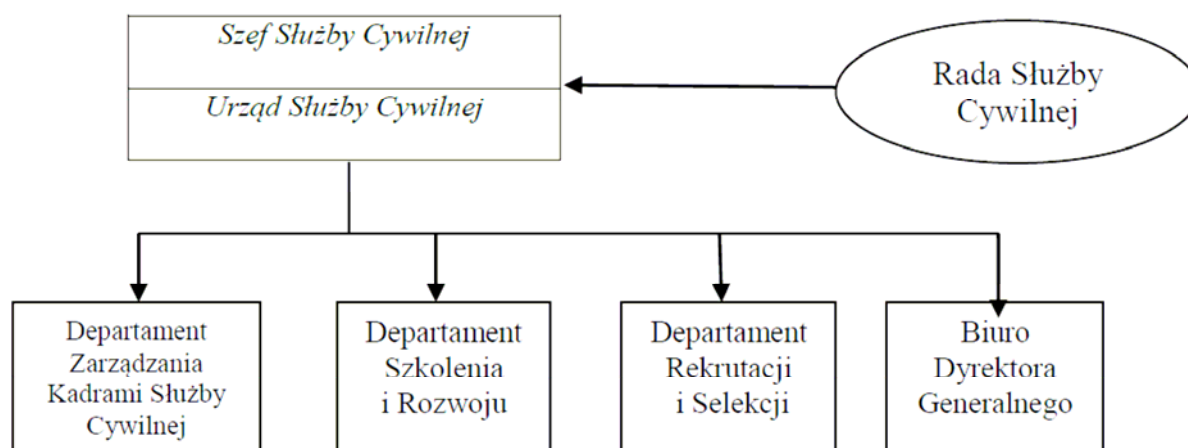 Szef Służby Cywilnej
Urząd Służby Cywilnej
Rada Służby
Cywilnej
Departament
Zarządzania
Kadrami Służby
Cywilnej
Departament
Szkolenia
i Rozwoju
Departament
Rekrutacji
i Selekcji
Biuro
Dyrektora
Generalnego